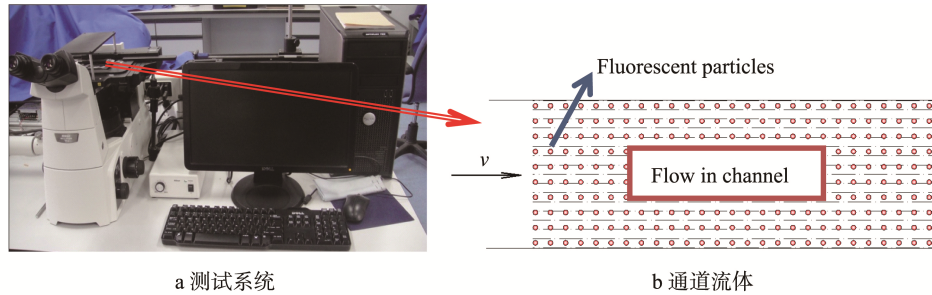 Fluorescent particles
v
Flow in channel
a 测试系统
b 通道流体